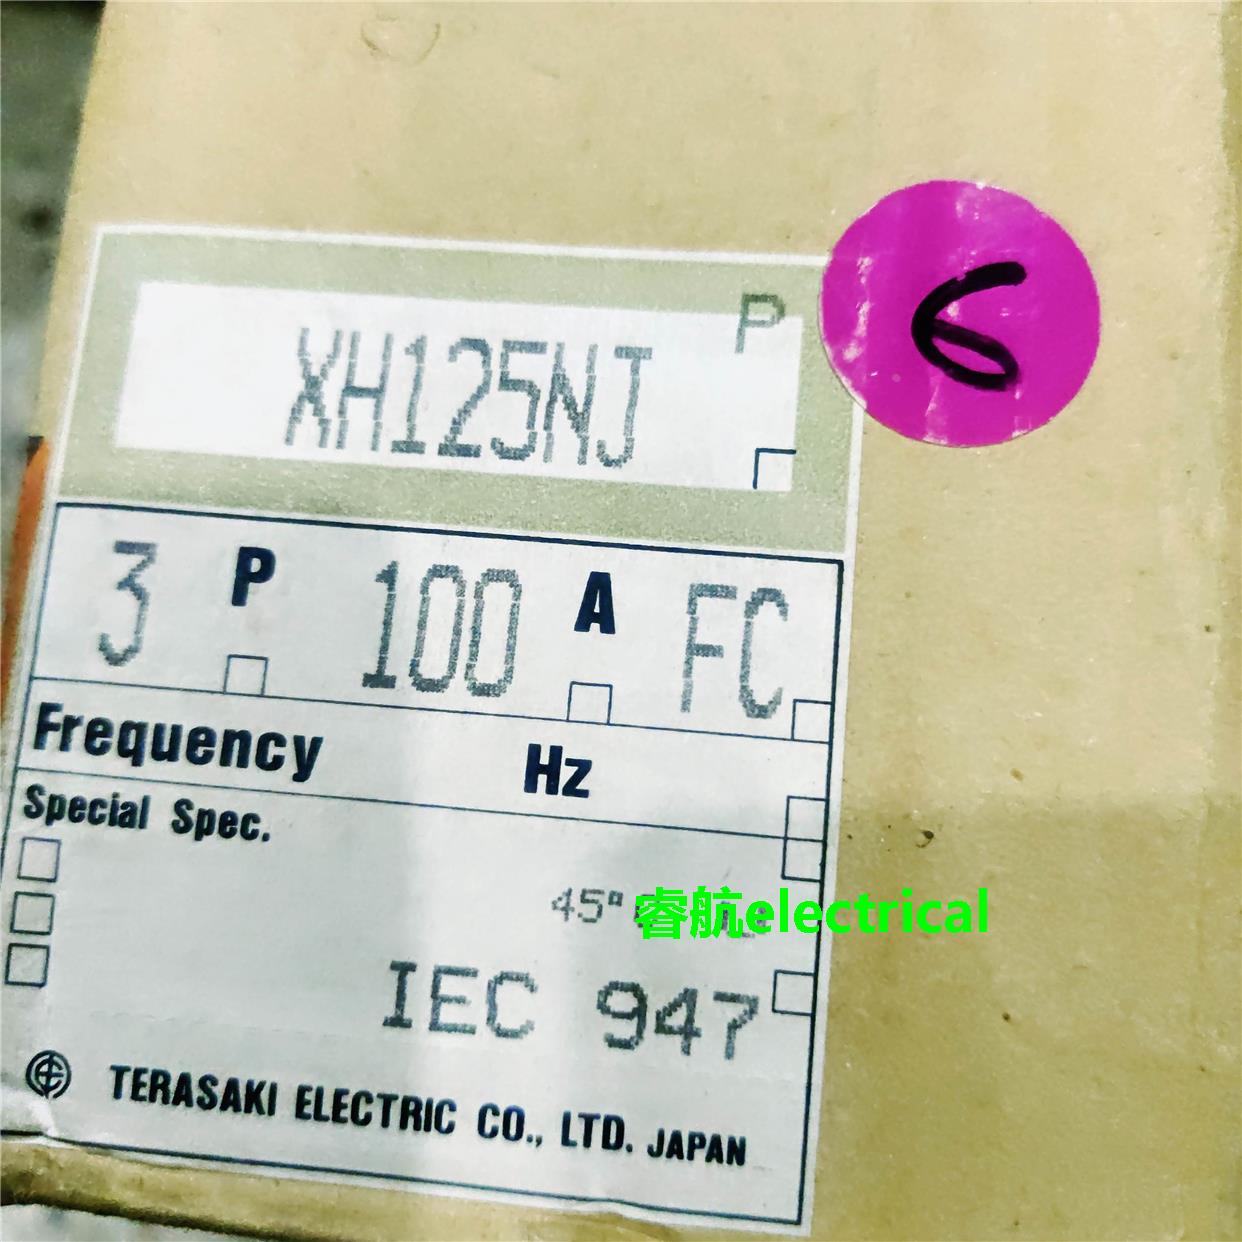 P
XH125NJ
6
3 P 100 A FC
Frequency Hz
Special Spec.
45°
睿航electrical
IEC 947
TERASAKI ELECTRIC CO., LTD. JAPAN